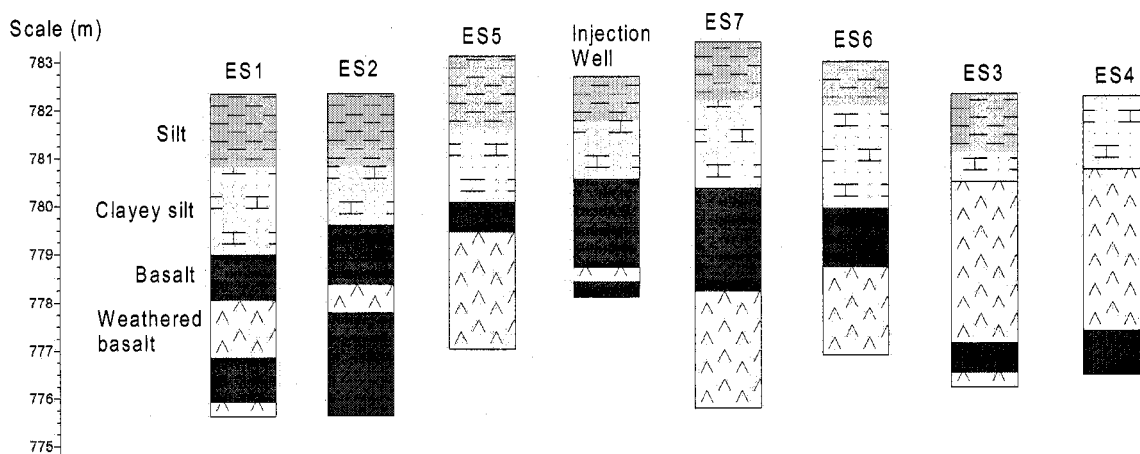 Scale (m)
ES1
ES2
ES5
Injection
Well
ES7
ES6
ES3
ES4
783
782
781
780
779
778
777
776
775
Silt
Clayey silt
Basalt
Weathered
basalt